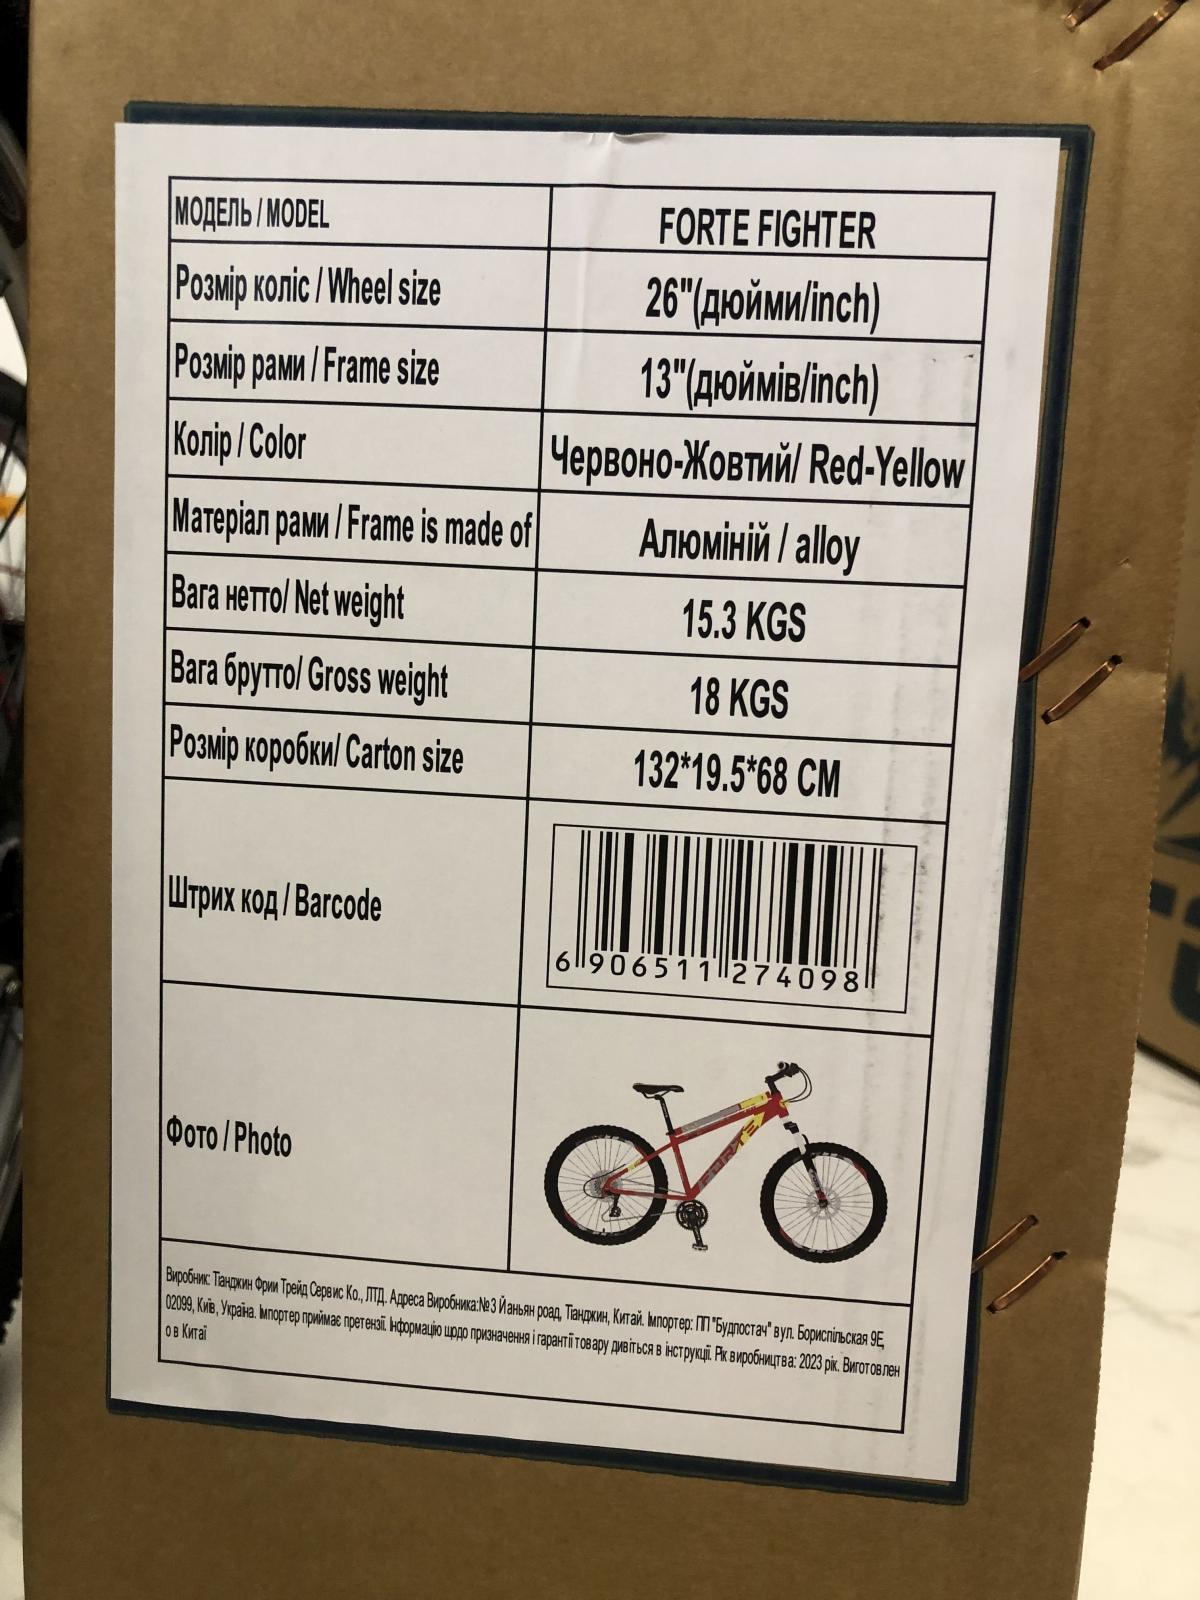 МОДЕЛЬ / MODEL FORTE FIGHTER
Розмір коліс / Wheel size 26"(дюйми/inch)
Розмір рами / Frame size 13"(дюймів/inch)
Колір / Color Червоно-Жовтий/ Red-Yellow
Матеріал рами / Frame is made of Алюміній / alloy
Вага нетто/ Net weight 15.3 KGS
Вага брутто/ Gross weight 18 KGS
Розмір коробки/ Carton size 132*19.5*68 CM
Штрих код / Barcode 6 906511 274098
Фото / Photo
FORTE
Виробник: Тіанджин Фрии Трейд Сервис Ко., ЛТД. Адреса Виробника:№3 Йаньян роад, Тіанджин, Китай. Імпортер: ПП "Будпостач" вул. Бориспільська 9Е,
02099, Київ, Україна. Імпортер приймає претензії. Інформацію щодо призначення і гарантії товару дивіться в інструкції. Рік виробництва: 2023 рік. Виготовлен
о в Китаї